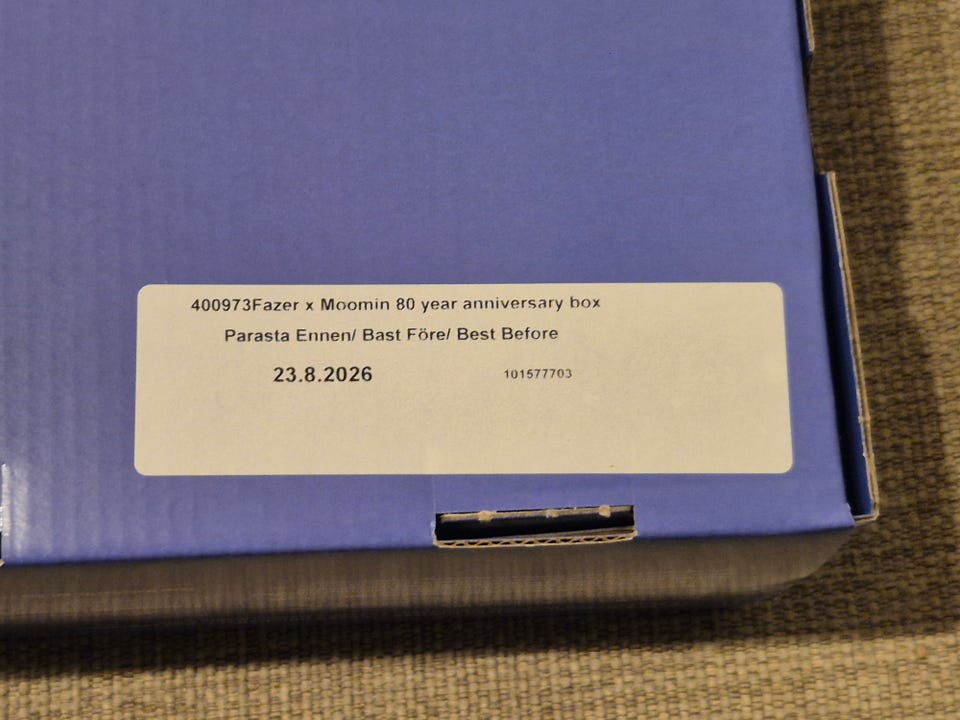 400973Fazer x Moomin 80 year anniversary box
Parasta Ennen/ Bast Före/ Best Before
23.8.2026 101577703